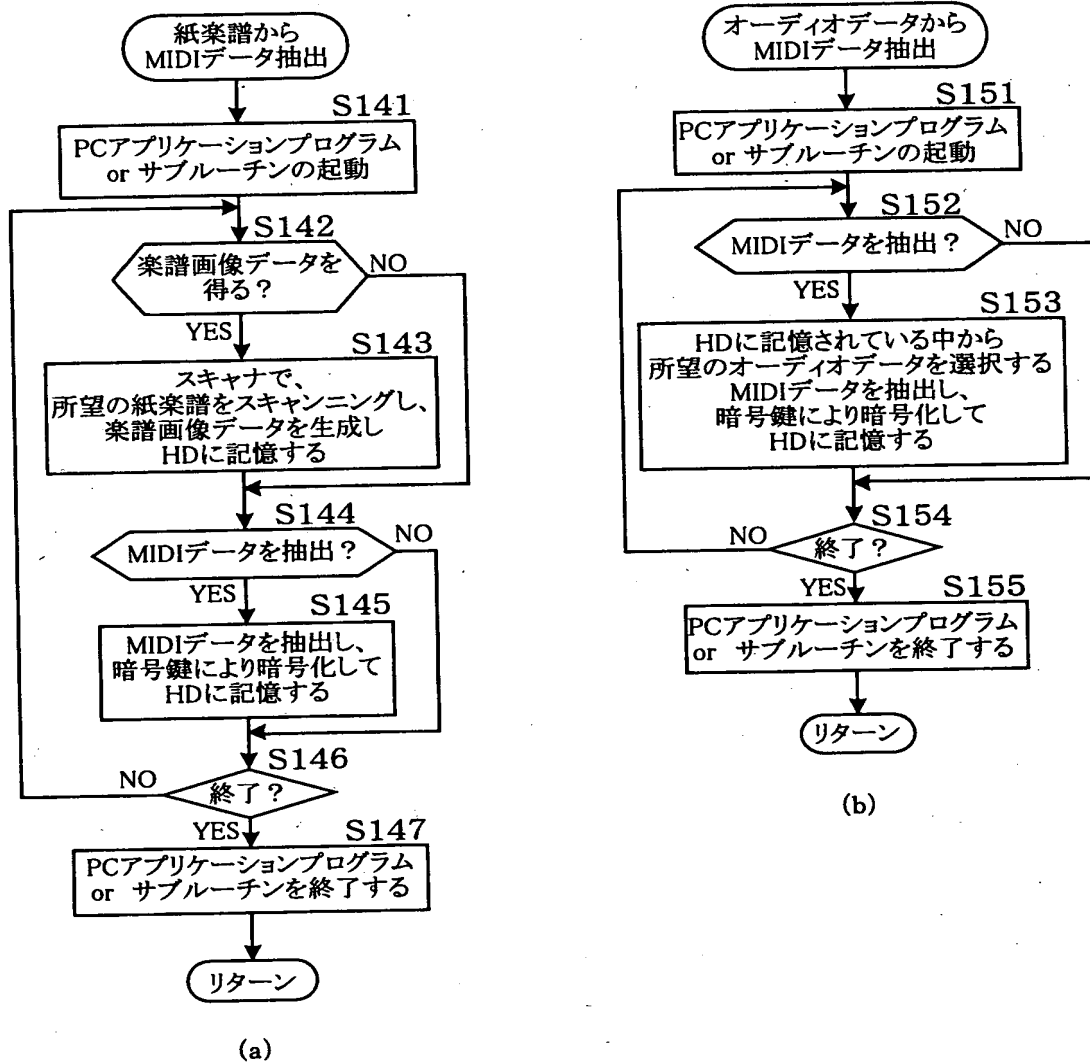 紙楽譜から
MIDIデータ抽出
S141
PCアプリケーションプログラム
or サブルーチンの起動
S142
楽譜画像データを
得る？
NO
YES
S143
スキャナで、
所望の紙楽譜をスキャンニングし、
楽譜画像データを生成し
HDに記憶する
S144
MIDIデータを抽出？
NO
YES
S145
MIDIデータを抽出し、
暗号鍵により暗号化して
HDに記憶する
S146
NO
終了？
YES
S147
PCアプリケーションプログラム
or サブルーチンを終了する
リターン
(a)
オーディオデータから
MIDIデータ抽出
S151
PCアプリケーションプログラム
or サブルーチンの起動
S152
MIDIデータを抽出？
NO
YES
S153
HDに記憶されている中から
所望のオーディオデータを選択する
MIDIデータを抽出し、
暗号鍵により暗号化して
HDに記憶する
S154
NO
終了？
YES
S155
PCアプリケーションプログラム
or サブルーチンを終了する
リターン
(b)